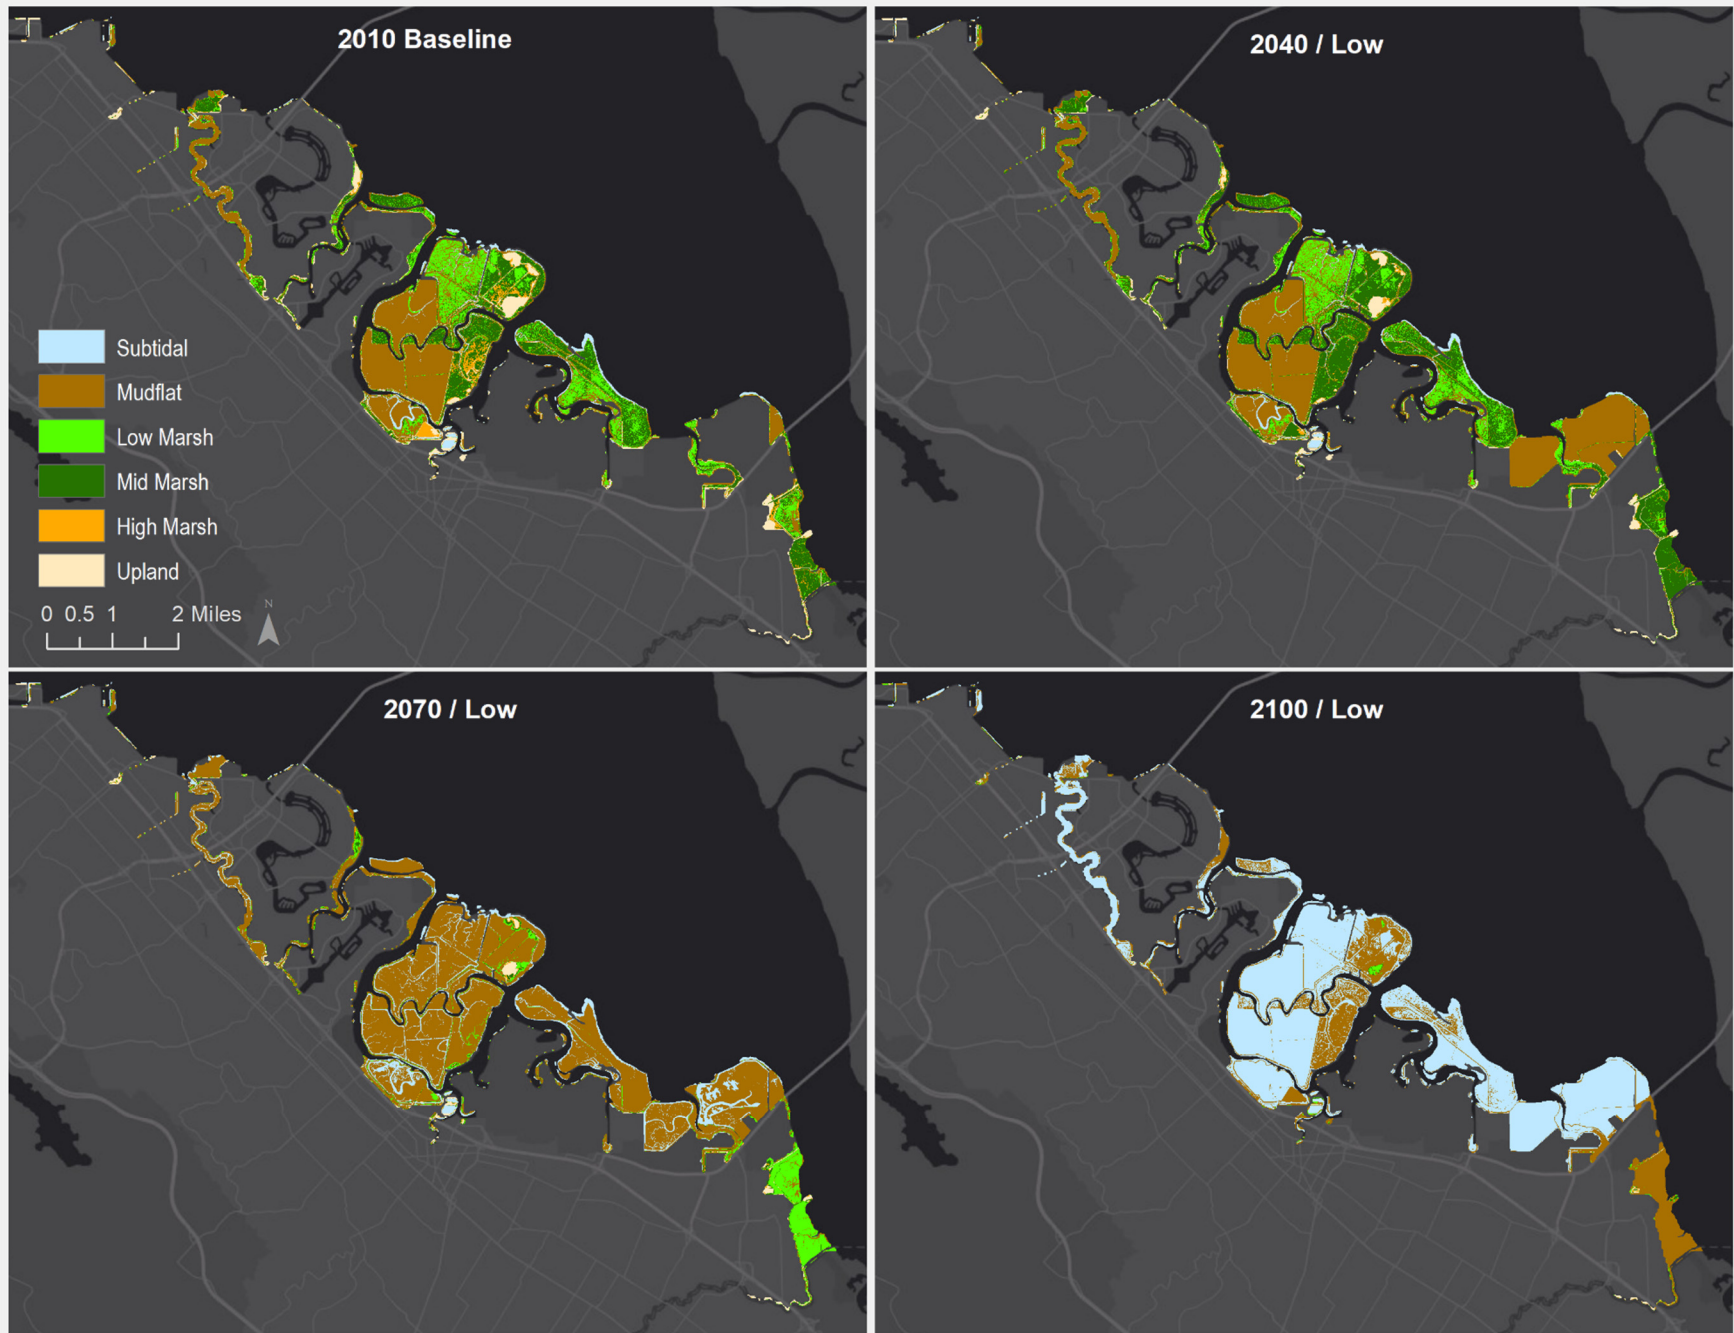 2010 Baseline
2040 / Low
Subtidal
Mudflat
Low Marsh
Mid Marsh
High Marsh
Upland
0 0.5 1 2 Miles
N
2070 / Low
2100 / Low